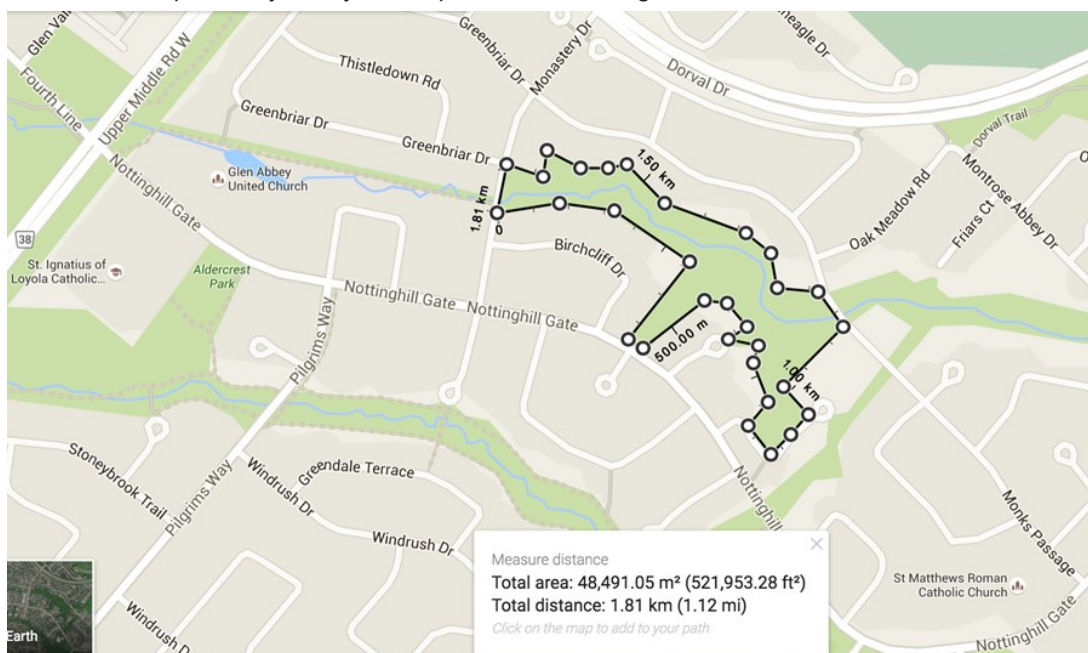 Glen Vall
Upper Middle Rd W
Fourth Line
Thistledown Rd
Greenbriar Dr
Greenbriar Dr
Greenbriar Dr
Monastery Dr
Dorval Dr
Dorval Trail
Montrose Abbey Dr
Oak Meadow Rd
Friars Ct
Glen Abbey
United Church
Nottinghill Gate
38
St. Ignatius of
Loyola Catholic...
Aldercrest
Park
1.81 km
0
1.50 km
Birchcliff Dr
Nottinghill Gate
Nottinghill Gate
500.00 m
1.00 km
Pilgrims Way
Stoneybrook Trail
Pilgrims Way
Windrush Dr
Greendale Terrace
Windrush Dr
Windrush Dr
Nottinghill
Monks Passage
St Matthews Roman
Catholic Church
Nottinghill Gate
Earth
Measure distance
Total area: 48,491.05 m² (521,953.28 ft²)
Total distance: 1.81 km (1.12 mi)
Click on the map to add to your path